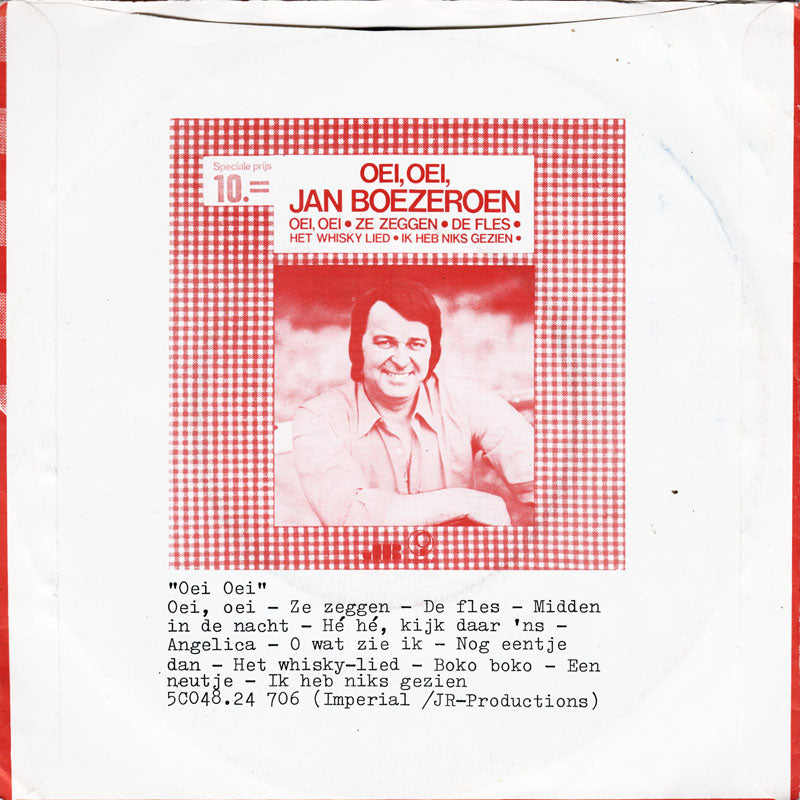 Speciale prijs
10.=
OEI, OEI,
JAN BOEZEROEN
OEI, OEI • ZE ZEGGEN • DE FLES •
HET WHISKY LIED • IK HEB NIKS GEZIEN •
JR
"Oei Oei"
Oei, oei - Ze zeggen - De fles - Midden
in de nacht - Hé hé, kijk daar 'ns -
Angelica - O wat zie ik - Nog eentje
dan - Het whisky-lied - Boko boko - Een
neutje - Ik heb niks gezien
5C048.24 706 (Imperial /JR-Productions)